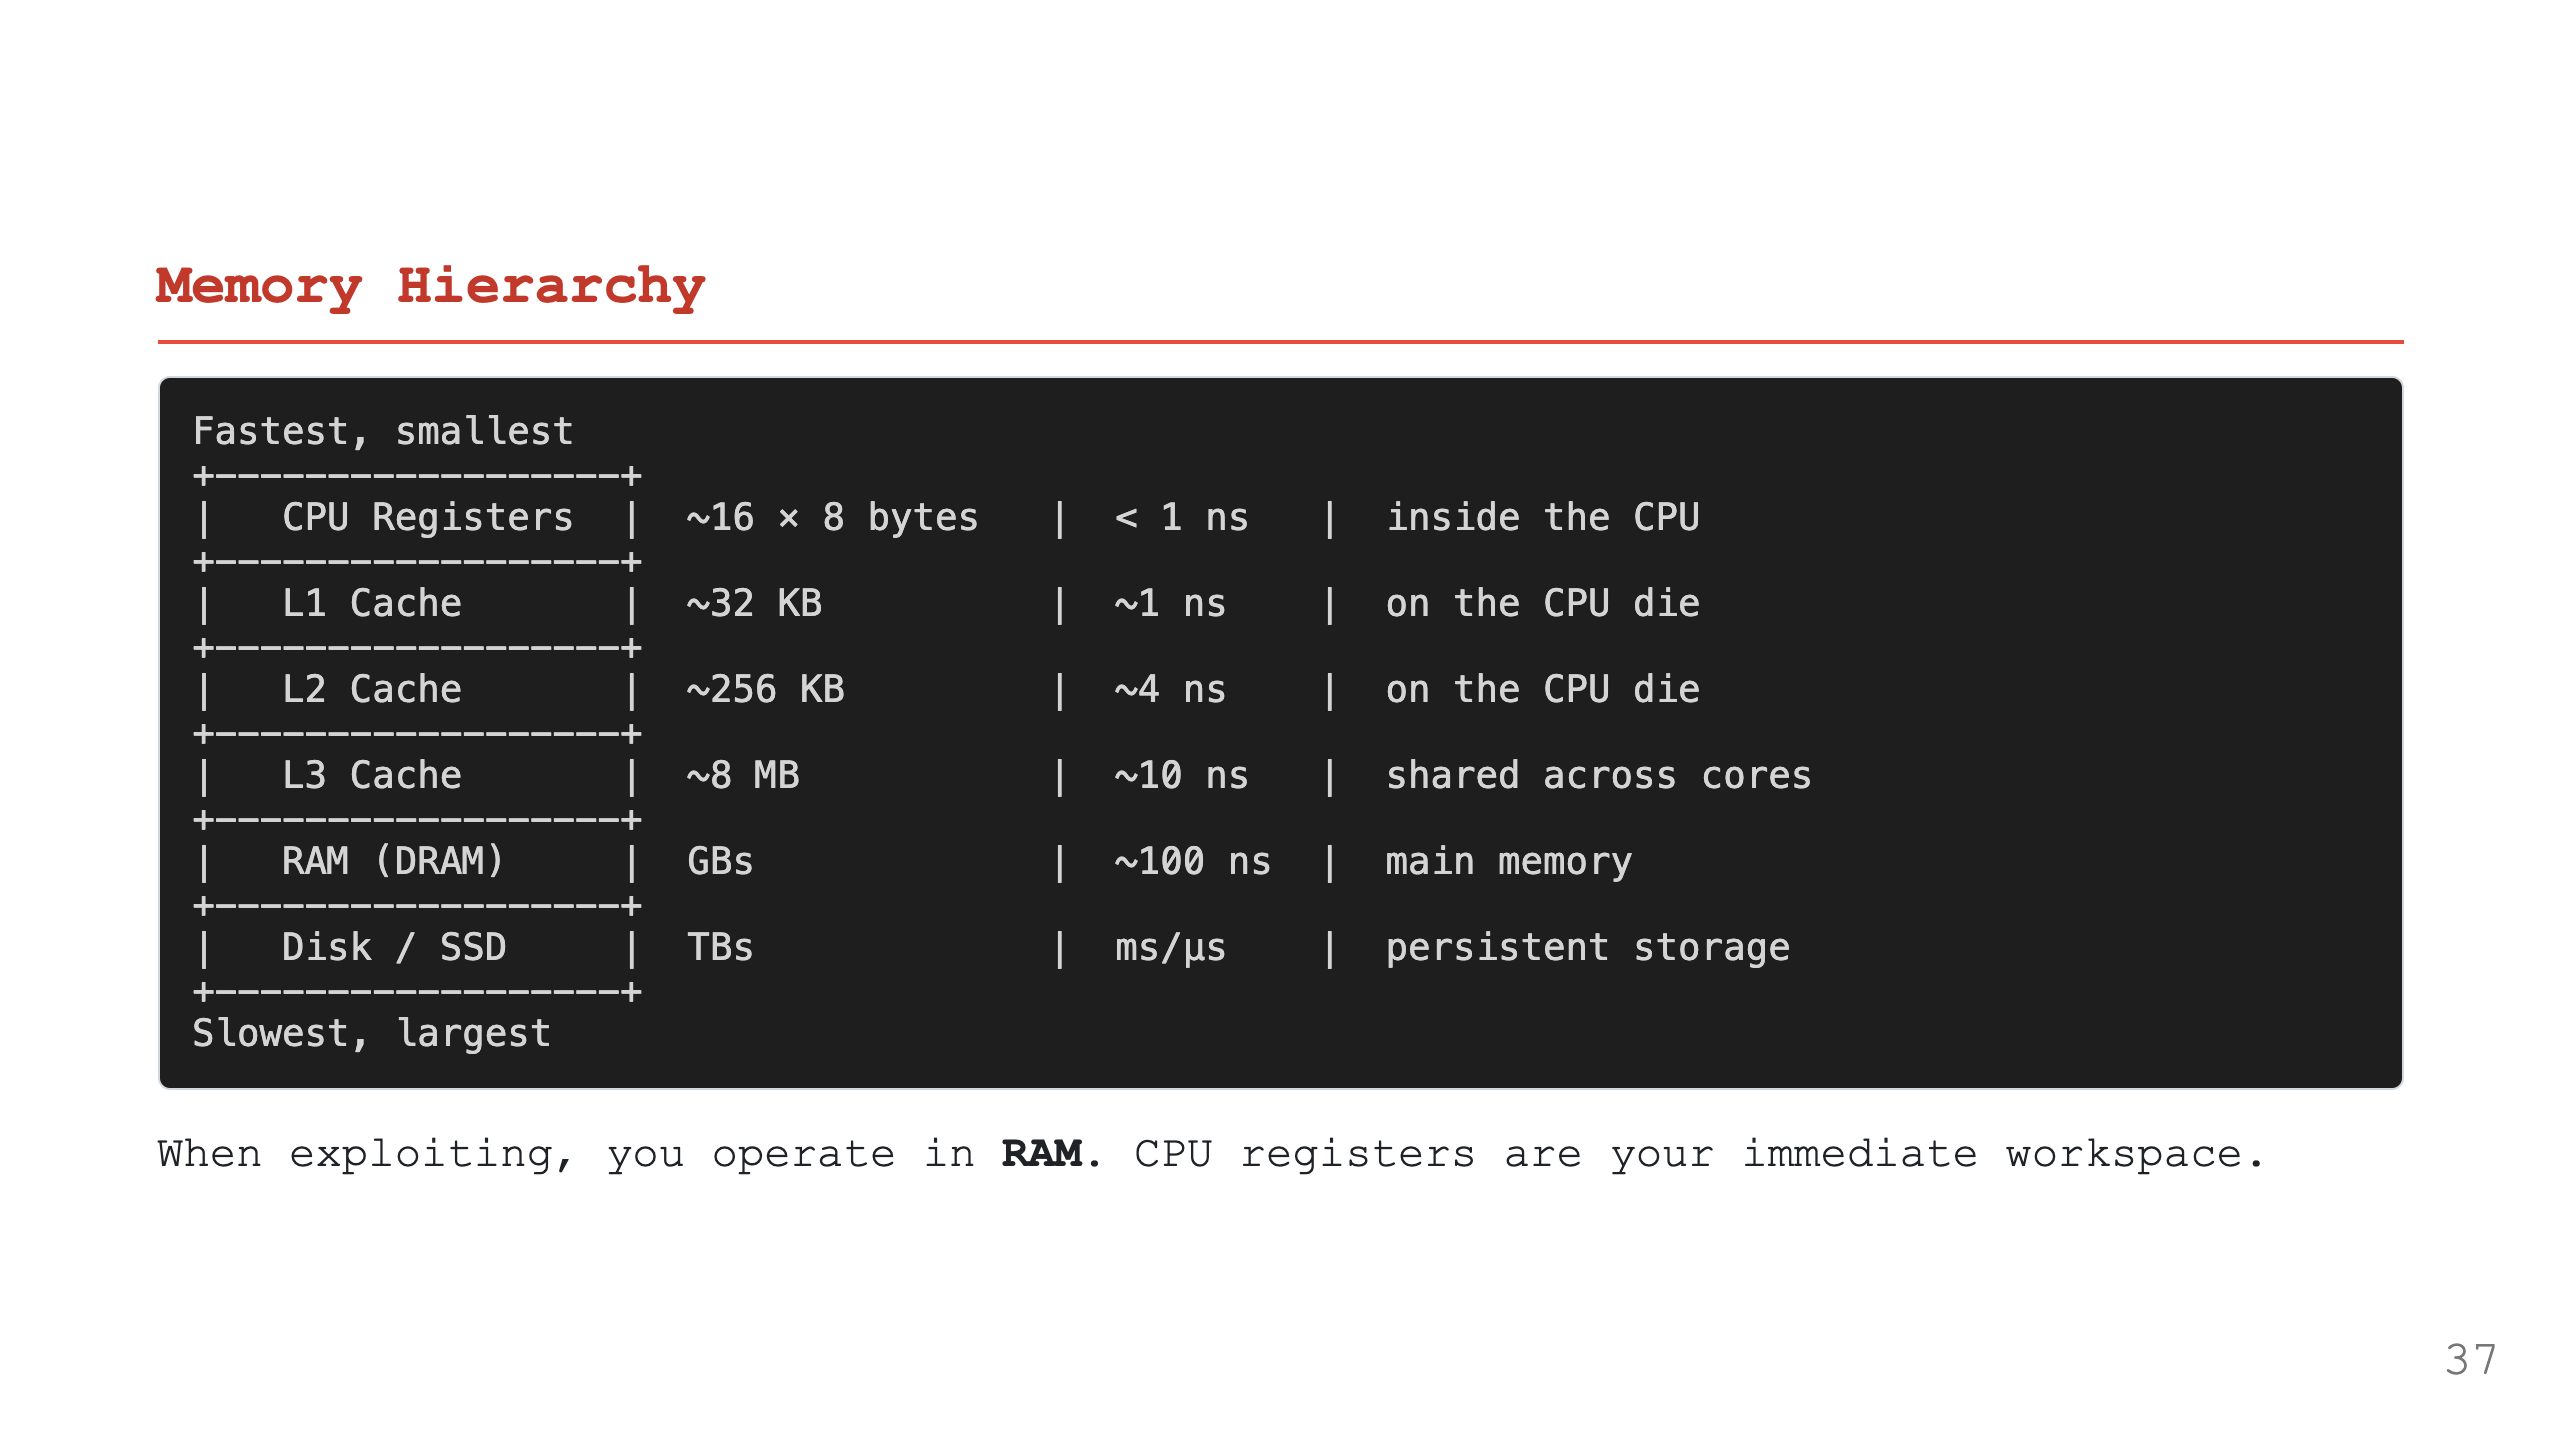 Memory Hierarchy
Fastest, smallest
+------------------+
|   CPU Registers  |  ~16 × 8 bytes   |  < 1 ns   |  inside the CPU
+------------------+
|   L1 Cache       |  ~32 KB          |  ~1 ns    |  on the CPU die
+------------------+
|   L2 Cache       |  ~256 KB         |  ~4 ns    |  on the CPU die
+------------------+
|   L3 Cache       |  ~8 MB           |  ~10 ns   |  shared across cores
+------------------+
|   RAM (DRAM)     |  GBs             |  ~100 ns  |  main memory
+------------------+
|   Disk / SSD     |  TBs             |  ms/µs    |  persistent storage
+------------------+
Slowest, largest
When exploiting, you operate in RAM. CPU registers are your immediate workspace.
37